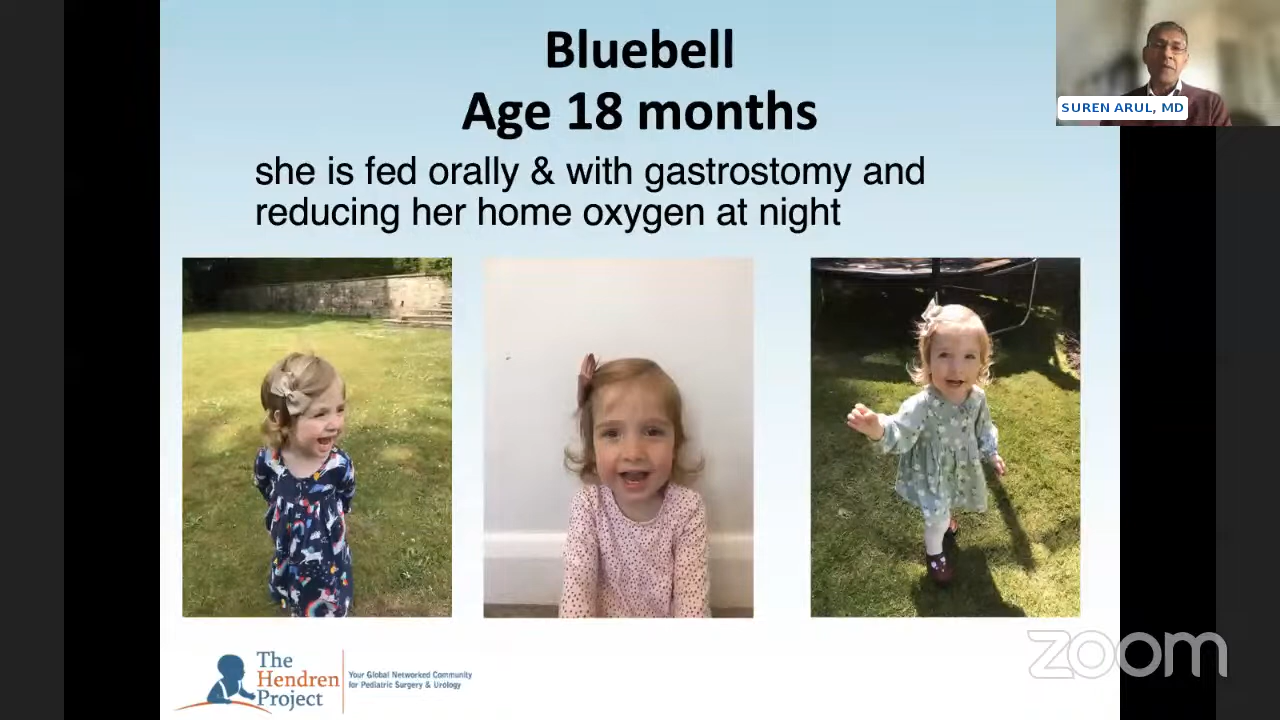 Bluebell
Age 18 months
she is fed orally & with gastrostomy and
reducing her home oxygen at night
SUREN ARUL, MD
The
Hendren
Project
Your Global Networked Community
for Pediatric Surgery & Urology
zoom